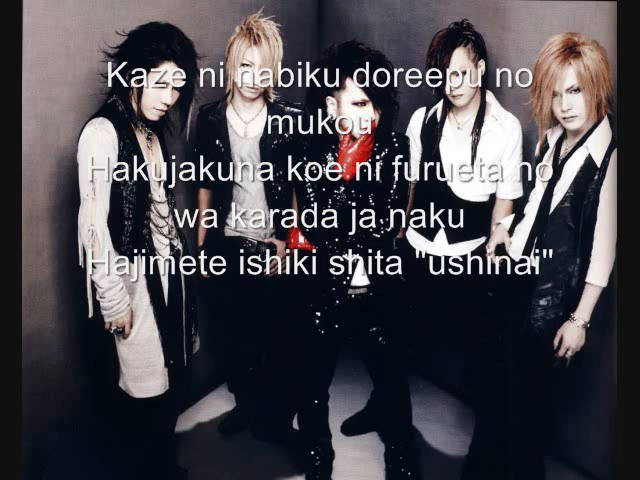 Kaze ni nabiku doreepu no
mukou
Hakujakuna koe ni furueta no
wa karada ja naku
Hajimete ishiki shita "ushinai"